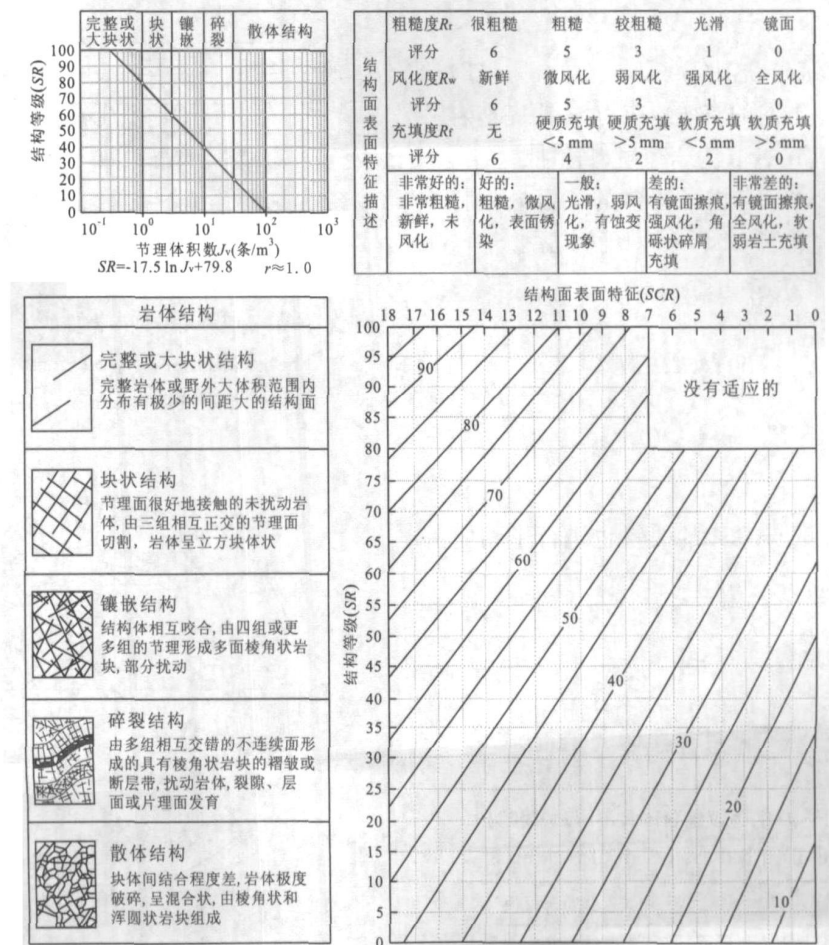 完整或
大块状
块
状
镶
嵌
碎
裂
散体结构
100
90
80
70
60
50
40
30
20
10
0
结构等级(SR)
10⁻¹ 10⁰ 10¹ 10² 10³
节理体积数Jᵥ(条/m³)
SR=-17.5 ln Jᵥ+79.8 r≈1.0
结构面表面特征描述
粗糙度Rr 很粗糙 粗糙 较粗糙 光滑 镜面
评分 6 5 3 1 0
风化度Rw 新鲜 微风化 弱风化 强风化 全风化
评分 6 5 3 1 0
充填度Rf 无 硬质充填 硬质充填 软质充填 软质充填
<5 mm >5 mm <5 mm >5 mm
评分 6 4 2 2 0
非常好的:
非常粗糙,
新鲜,未
风化
好的:
粗糙,微风
化,表面锈
染
一般:
光滑,弱风
化,有蚀变
现象
差的:
有镜面擦痕,
强风化,角
砾状碎屑
充填
非常差的:
有镜面擦痕,
全风化,软
弱岩土充填
岩体结构
完整或大块状结构
完整岩体或野外大体积范围内
分布有极少的间距大的结构面
块状结构
节理面很好地接触的未扰动岩
体,由三组相互正交的节理面
切割,岩体呈立方块体状
镶嵌结构
结构体相互咬合,由四组或更
多组的节理形成多面棱角状岩
块,部分扰动
碎裂结构
由多组相互交错的不连续面形
成的具有棱角状岩块的褶皱或
断层带,扰动岩体,裂隙、层
面或片理面发育
散体结构
块体间结合程度差,岩体极度
破碎,呈混合状,由棱角状和
浑圆状岩块组成
结构面表面特征(SCR)
18 17 16 15 14 13 12 11 10 9 8 7 6 5 4 3 2 1 0
100
95
90
85
80
75
70
65
60
55
50
45
40
35
30
25
20
15
10
5
0
结构等级(SR)
没有适应的
90
80
70
60
50
40
30
20
10